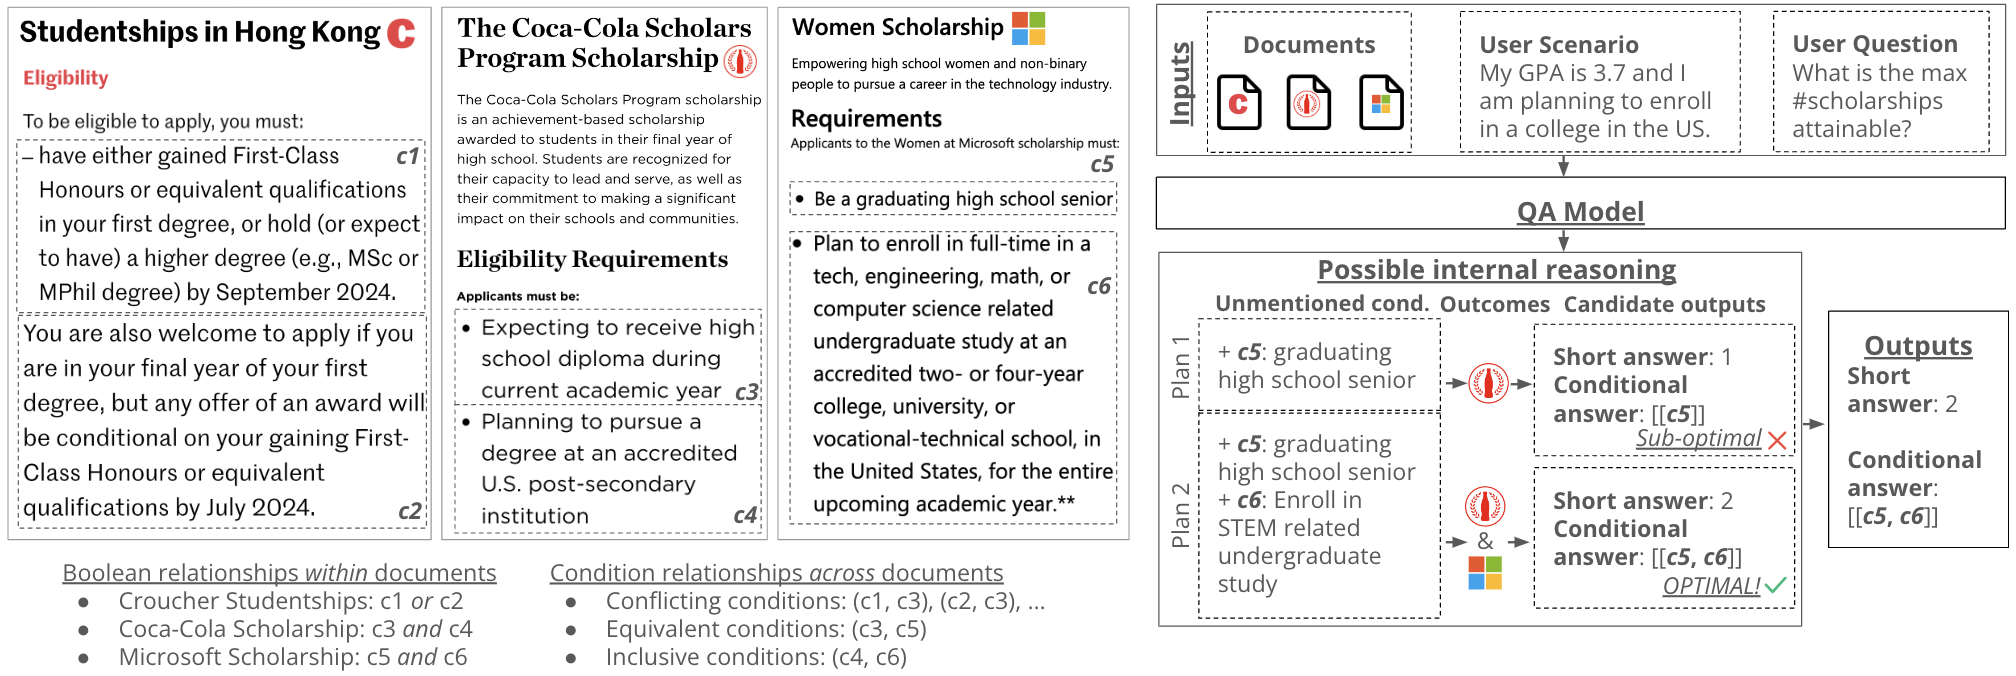 Studentships in Hong Kong C
Eligibility
To be eligible to apply, you must:
– have either gained First-Class c1
Honours or equivalent qualifications
in your first degree, or hold (or expect
to have) a higher degree (e.g., MSc or
MPhil degree) by September 2024.
You are also welcome to apply if you
are in your final year of your first
degree, but any offer of an award will
be conditional on your gaining First-
Class Honours or equivalent
qualifications by July 2024. c2
The Coca-Cola Scholars
Program Scholarship
The Coca-Cola Scholars Program scholarship
is an achievement-based scholarship
awarded to students in their final year of
high school. Students are recognized for
their capacity to lead and serve, as well as
their commitment to making a significant
impact on their schools and communities.
Eligibility Requirements
Applicants must be:
• Expecting to receive high
school diploma during
current academic year c3
• Planning to pursue a
degree at an accredited
U.S. post-secondary
institution c4
Women Scholarship
Empowering high school women and non-binary
people to pursue a career in the technology industry.
Requirements
Applicants to the Women at Microsoft scholarship must:
c5
• Be a graduating high school senior
• Plan to enroll in full-time in a
tech, engineering, math, or
c6
computer science related
undergraduate study at an
accredited two- or four-year
college, university, or
vocational-technical school, in
the United States, for the entire
upcoming academic year.**
Boolean relationships within documents
● Croucher Studentships: c1 or c2
● Coca-Cola Scholarship: c3 and c4
● Microsoft Scholarship: c5 and c6
Condition relationships across documents
● Conflicting conditions: (c1, c3), (c2, c3), ...
● Equivalent conditions: (c3, c5)
● Inclusive conditions: (c4, c6)
Inputs
Documents
C
User Scenario
My GPA is 3.7 and I
am planning to enroll
in a college in the US.
User Question
What is the max
#scholarships
attainable?
QA Model
Possible internal reasoning
Unmentioned cond. Outcomes Candidate outputs
Plan 1
+ c5: graduating
high school senior
Short answer: 1
Conditional
answer: [[c5]]
Sub-optimal
Plan 2
+ c5: graduating
high school senior
+ c6: Enroll in
STEM related
undergraduate
study
&
Short answer: 2
Conditional
answer: [[c5, c6]]
OPTIMAL!
Outputs
Short
answer: 2
Conditional
answer:
[[c5, c6]]